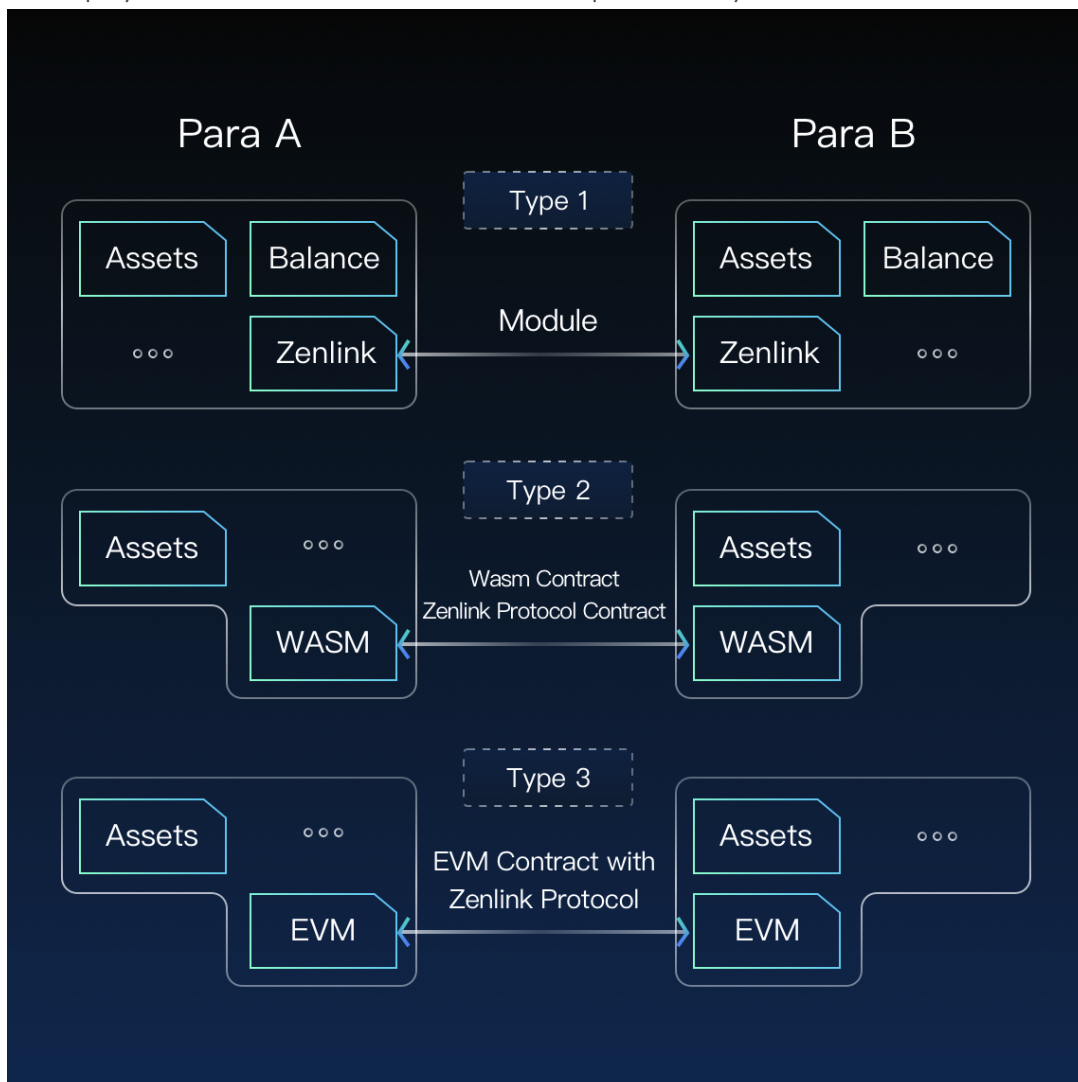 Para A
Para B
Type 1
Assets
Balance
Assets
Balance
Module
Zenlink
Zenlink
Type 2
Assets
Assets
Wasm Contract
Zenlink Protocol Contract
WASM
WASM
Type 3
Assets
Assets
EVM Contract with
Zenlink Protocol
EVM
EVM